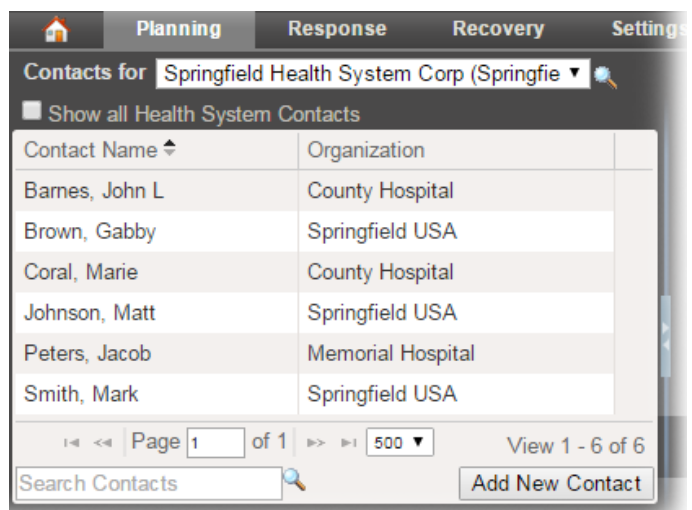 Planning Response Recovery Settings
Contacts for Springfield Health System Corp (Springfie
Show all Health System Contacts
Contact Name Organization
Barnes, John L County Hospital
Brown, Gabby Springfield USA
Coral, Marie County Hospital
Johnson, Matt Springfield USA
Peters, Jacob Memorial Hospital
Smith, Mark Springfield USA
Page 1 of 1 500 View 1 - 6 of 6
Search Contacts Add New Contact